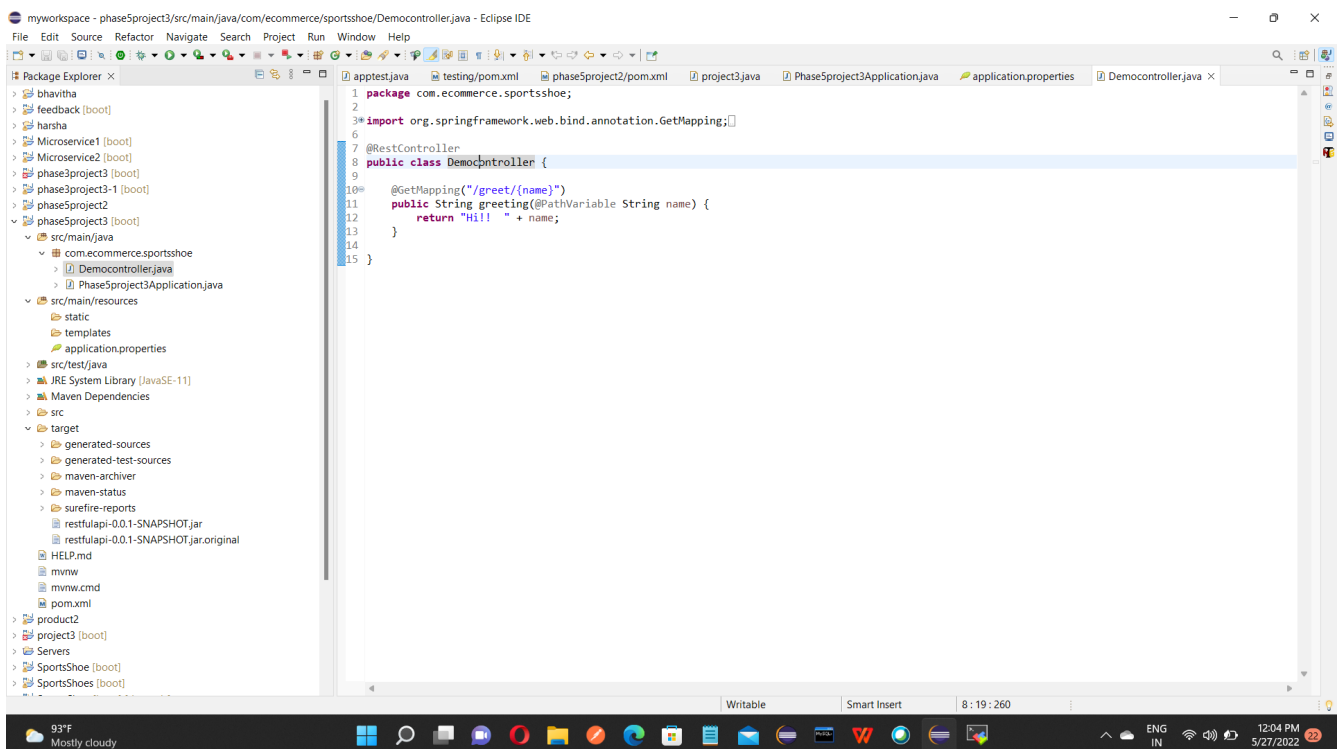 myworkspace - phase5project3/src/main/java/com/ecommerce/sportsshoe/Democontroller.java - Eclipse IDE
File Edit Source Refactor Navigate Search Project Run Window Help
Package Explorer
apptest.java testing/pom.xml phase5project2/pom.xml project3.java Phase5project3Application.java application.properties Democontroller.java
bhavitha
feedback [boot]
harsha
Microservice1 [boot]
Microservice2 [boot]
phase3project3 [boot]
phase3project3-1 [boot]
phase5project2
phase5project3 [boot]
src/main/java
com.ecommerce.sportsshoe
Democontroller.java
Phase5project3Application.java
src/main/resources
static
templates
application.properties
src/test/java
JRE System Library [JavaSE-11]
Maven Dependencies
src
target
generated-sources
generated-test-sources
maven-archiver
maven-status
surefire-reports
restfulapi-0.0.1-SNAPSHOT.jar
restfulapi-0.0.1-SNAPSHOT.jar.original
HELP.md
mvnw
mvnw.cmd
pom.xml
product2
project3 [boot]
Servers
SportsShoe [boot]
SportsShoes [boot]
1 package com.ecommerce.sportsshoe;
2
3 import org.springframework.web.bind.annotation.GetMapping;
6
7 @RestController
8 public class Democontroller {
9
10 @GetMapping("/greet/{name}")
11 public String greeting(@PathVariable String name) {
12 return "Hi!!  " + name;
13 }
14
15 }
Writable Smart Insert 8 : 19 : 260
93°F
Mostly cloudy
ENG
IN
12:04 PM
5/27/2022
22